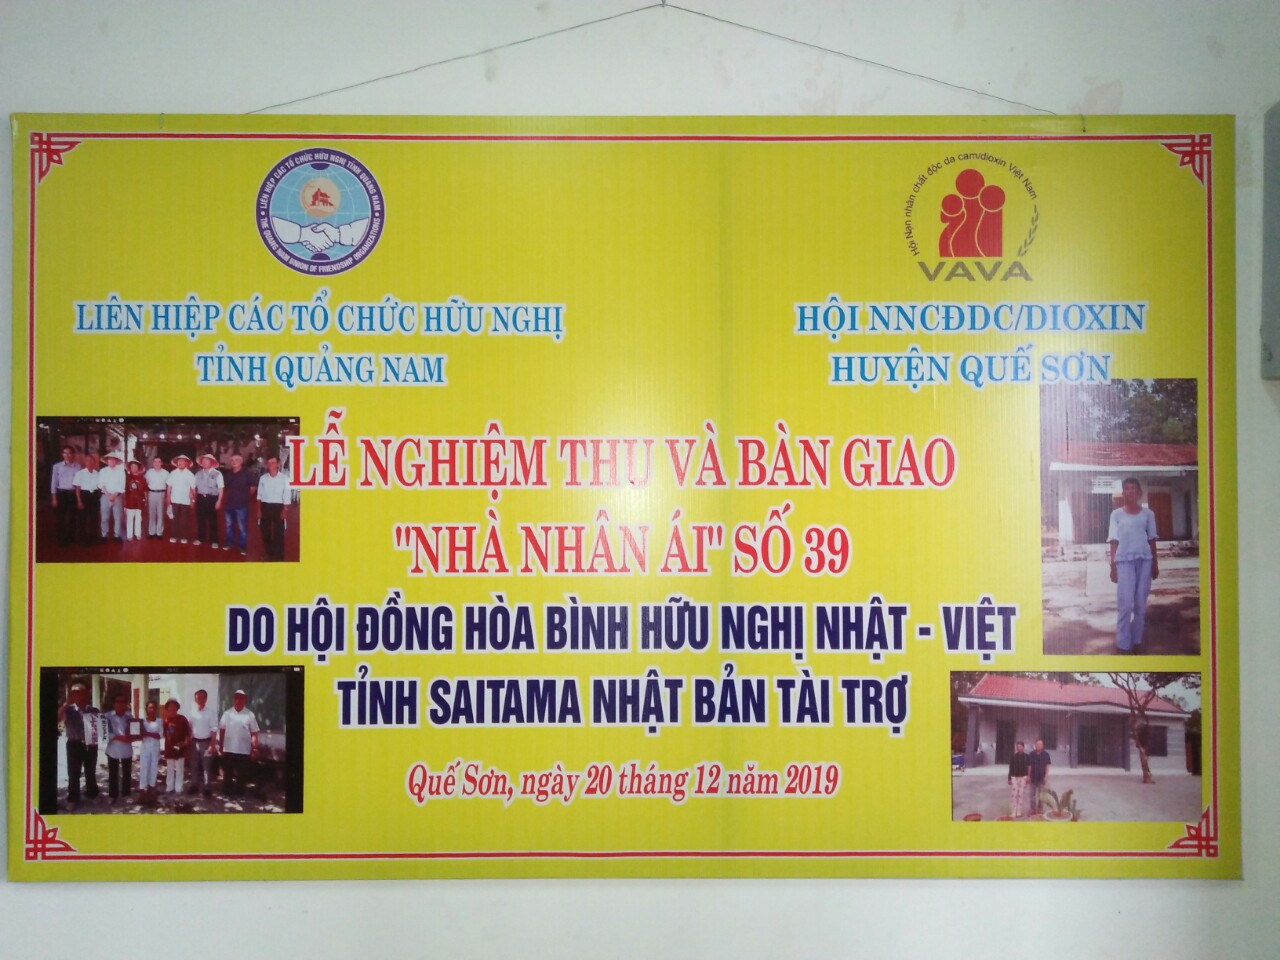 LIÊN HIỆP CÁC TỔ CHỨC HỮU NGHỊ TỈNH QUẢNG NAM
THE QUANG NAM UNION OF FRIENDSHIP ORGANIZATIONS
Hội Nạn nhân chất độc da cam/dioxin Việt Nam
VAVA
LIÊN HIỆP CÁC TỔ CHỨC HỮU NGHỊ
TỈNH QUẢNG NAM
HỘI NNCĐDC/DIOXIN
HUYỆN QUẾ SƠN
LỄ NGHIỆM THU VÀ BÀN GIAO
"NHÀ NHÂN ÁI" SỐ 39
DO HỘI ĐỒNG HÒA BÌNH HỮU NGHỊ NHẬT - VIỆT
TỈNH SAITAMA NHẬT BẢN TÀI TRỢ
Quế Sơn, ngày 20 tháng 12 năm 2019